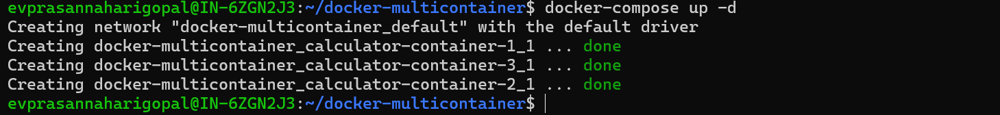 evprasannaharigopal@IN-6ZGN2J3:~/docker-multicontainer$ docker-compose up -d
Creating network "docker-multicontainer_default" with the default driver
Creating docker-multicontainer_calculator-container-1_1 ... done
Creating docker-multicontainer_calculator-container-3_1 ... done
Creating docker-multicontainer_calculator-container-2_1 ... done
evprasannaharigopal@IN-6ZGN2J3:~/docker-multicontainer$